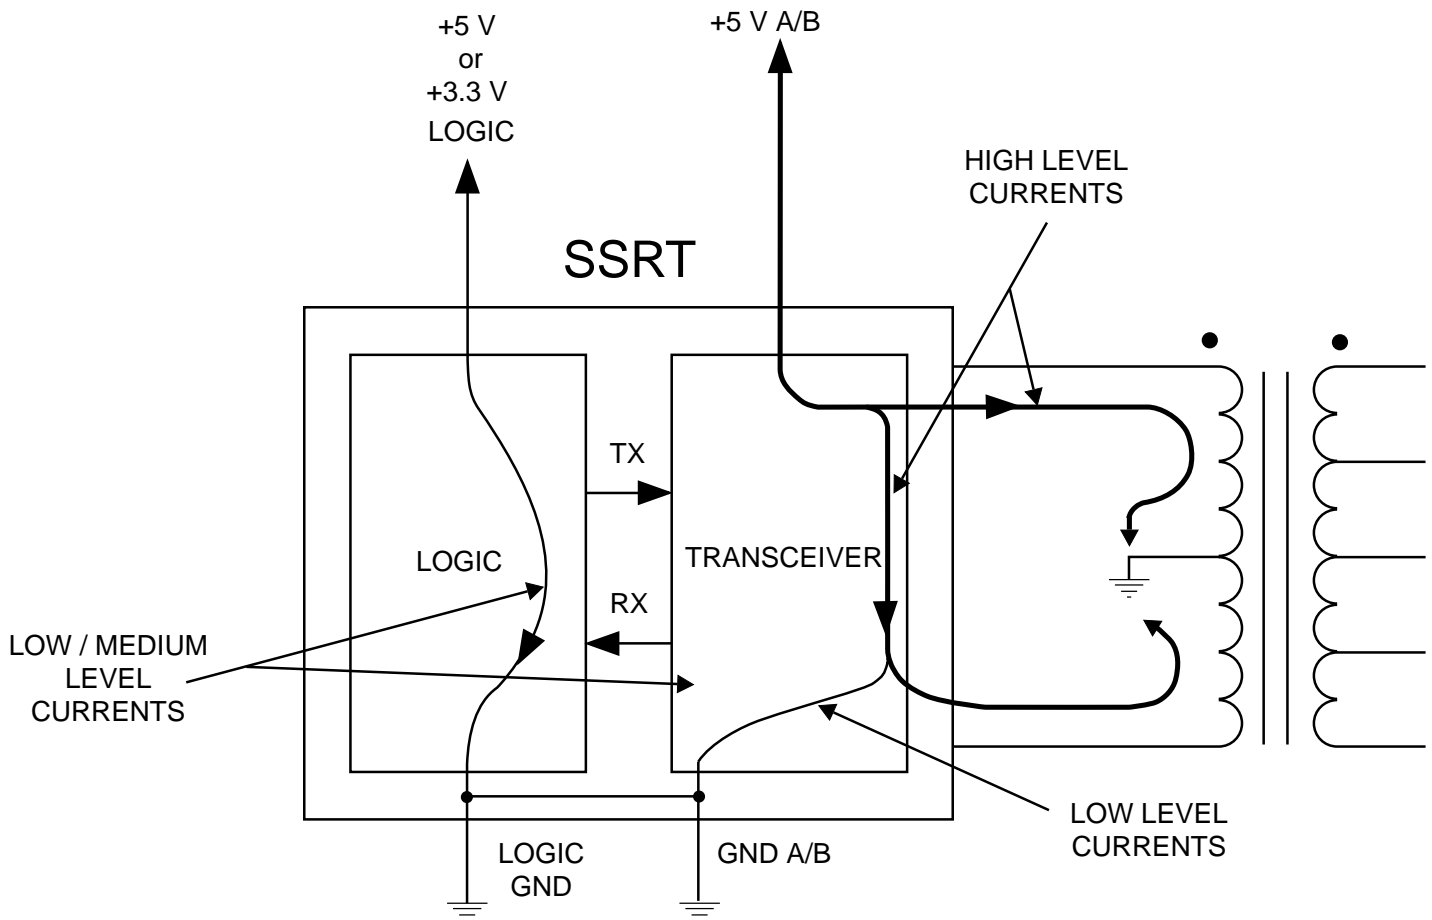 +5 V
or
+3.3 V
LOGIC
+5 V A/B
HIGH LEVEL
CURRENTS
SSRT
TX
LOGIC
TRANSCEIVER
RX
LOW / MEDIUM
LEVEL
CURRENTS
LOW LEVEL
CURRENTS
LOGIC
GND
GND A/B